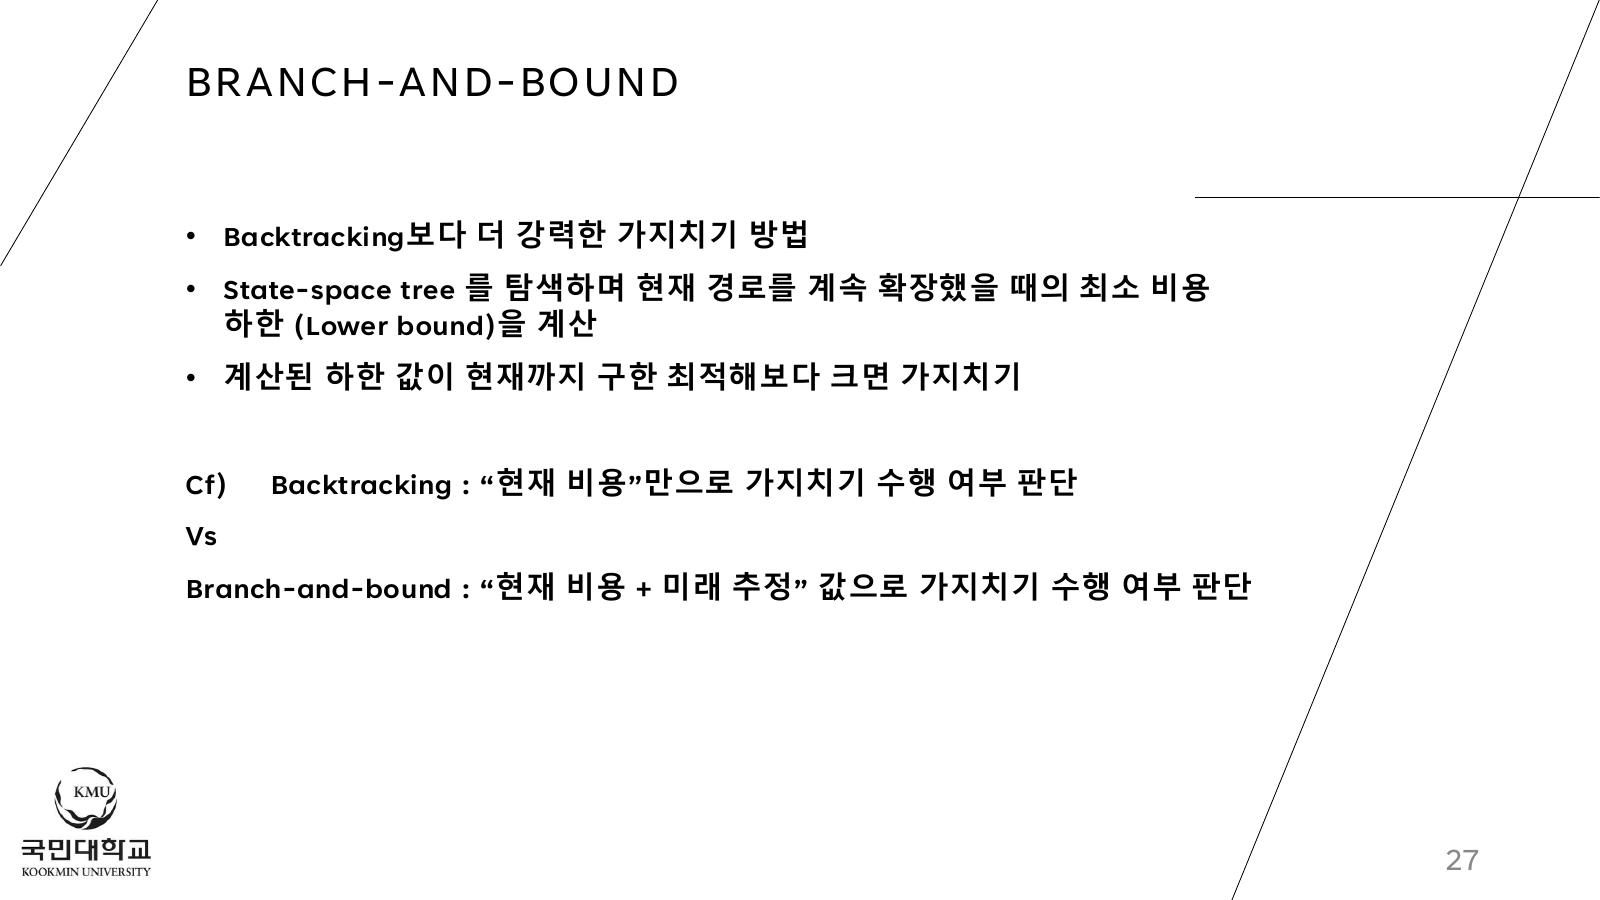 BRANCH-AND-BOUND
• Backtracking보다 더 강력한 가지치기 방법
• State-space tree 를 탐색하며 현재 경로를 계속 확장했을 때의 최소 비용
하한 (Lower bound)을 계산
• 계산된 하한 값이 현재까지 구한 최적해보다 크면 가지치기
Cf) Backtracking : “현재 비용”만으로 가지치기 수행 여부 판단
Vs
Branch-and-bound : “현재 비용 + 미래 추정” 값으로 가지치기 수행 여부 판단
KMU
국민대학교
KOOKMIN UNIVERSITY
27